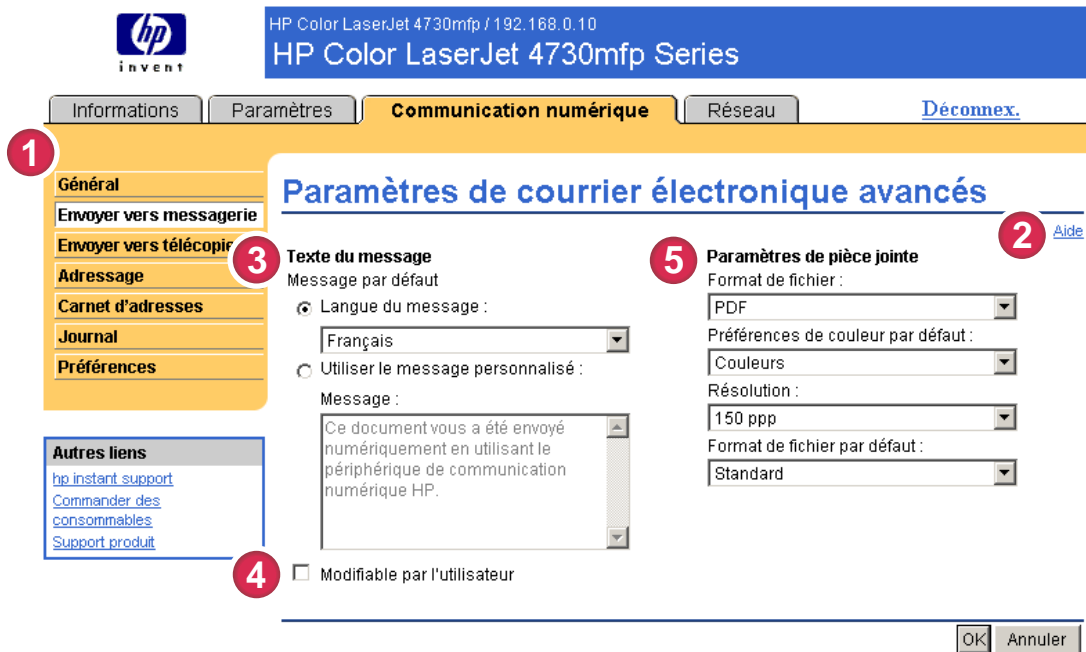 hp
invent
HP Color LaserJet 4730mfp / 192.168.0.10
HP Color LaserJet 4730mfp Series
Informations
Paramètres
Communication numérique
Réseau
Déconnex.
1
Général
Envoyer vers messagerie
Envoyer vers télécopie
Adressage
Carnet d'adresses
Journal
Préférences
Autres liens
hp instant support
Commander des
consommables
Support produit
Paramètres de courrier électronique avancés
2
Aide
3
Texte du message
Message par défaut
Langue du message :
Français
Utiliser le message personnalisé :
Message :
Ce document vous a été envoyé
numériquement en utilisant le
périphérique de communication
numérique HP.
4
Modifiable par l'utilisateur
5
Paramètres de pièce jointe
Format de fichier :
PDF
Préférences de couleur par défaut :
Couleurs
Résolution :
150 ppp
Format de fichier par défaut :
Standard
OK
Annuler